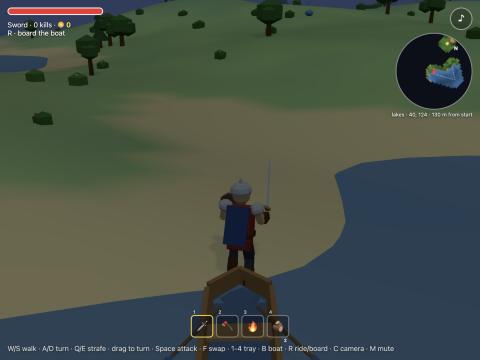 Sword · 0 kills · 0
R - board the boat
N
lakes · 40, 124 · 130 m from start
1 2 3 4
2
W/S walk · A/D turn · Q/E strafe · drag to turn · Space attack · F swap · 1–4 tray · B boat · R ride/board · C camera · M mute